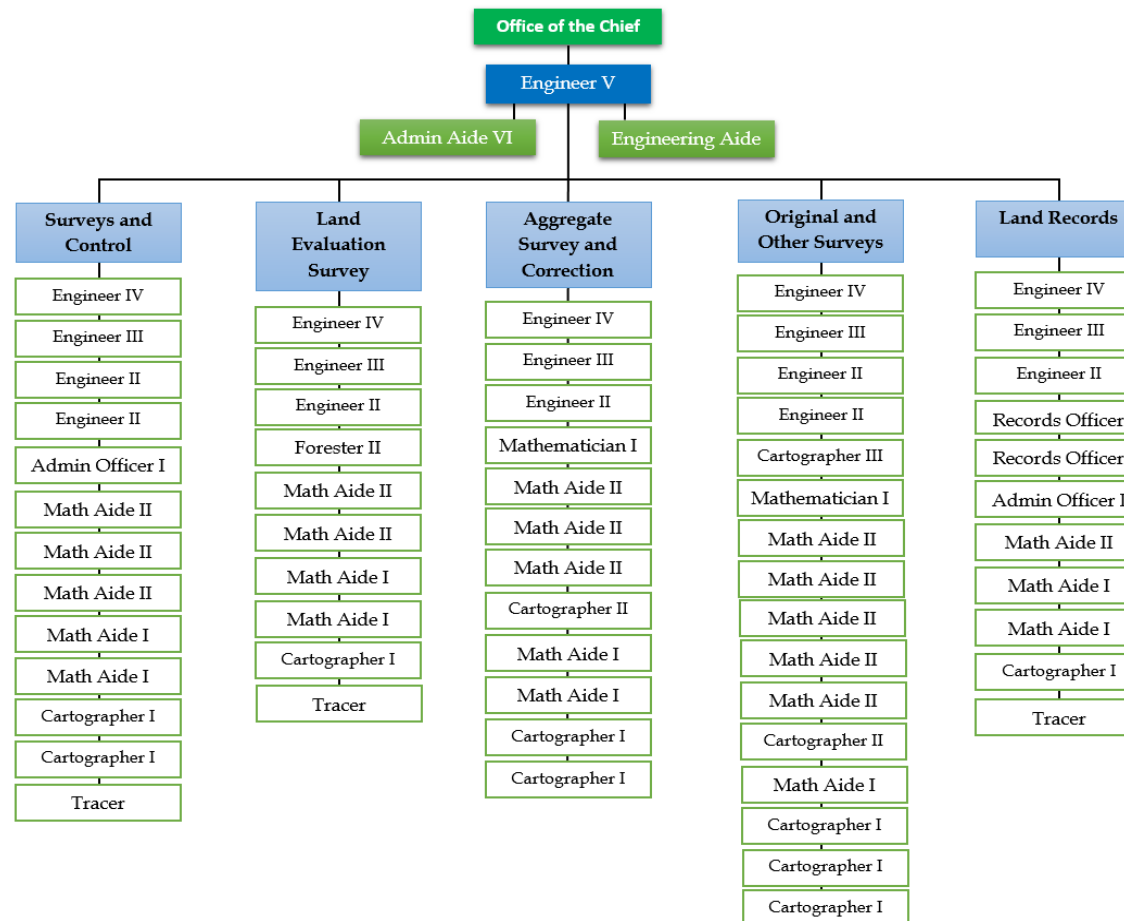 Office of the Chief
Engineer V
Admin Aide VI
Engineering Aide
Surveys and
Control
Engineer IV
Engineer III
Engineer II
Engineer II
Admin Officer I
Math Aide II
Math Aide II
Math Aide II
Math Aide I
Math Aide I
Cartographer I
Cartographer I
Tracer
Land
Evaluation
Survey
Engineer IV
Engineer III
Engineer II
Forester II
Math Aide II
Math Aide II
Math Aide I
Math Aide I
Cartographer I
Tracer
Aggregate
Survey and
Correction
Engineer IV
Engineer III
Engineer II
Mathematician I
Math Aide II
Math Aide II
Math Aide II
Cartographer II
Math Aide I
Math Aide I
Cartographer I
Cartographer I
Original and
Other Surveys
Engineer IV
Engineer III
Engineer II
Engineer II
Cartographer III
Mathematician I
Math Aide II
Math Aide II
Math Aide II
Math Aide II
Math Aide II
Cartographer II
Math Aide I
Cartographer I
Cartographer I
Cartographer I
Land Records
Engineer IV
Engineer III
Engineer II
Records Officer
Records Officer
Admin Officer I
Math Aide II
Math Aide I
Math Aide I
Cartographer I
Tracer